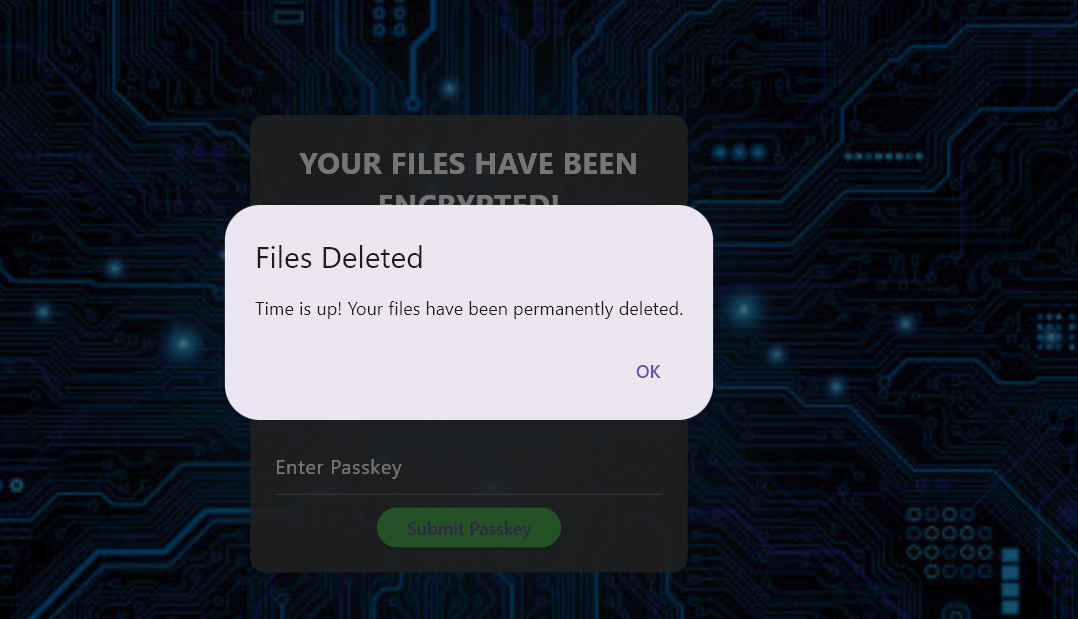 YOUR FILES HAVE BEEN
ENCRYPTED!
Files Deleted
Time is up! Your files have been permanently deleted.
OK
Enter Passkey
Submit Passkey